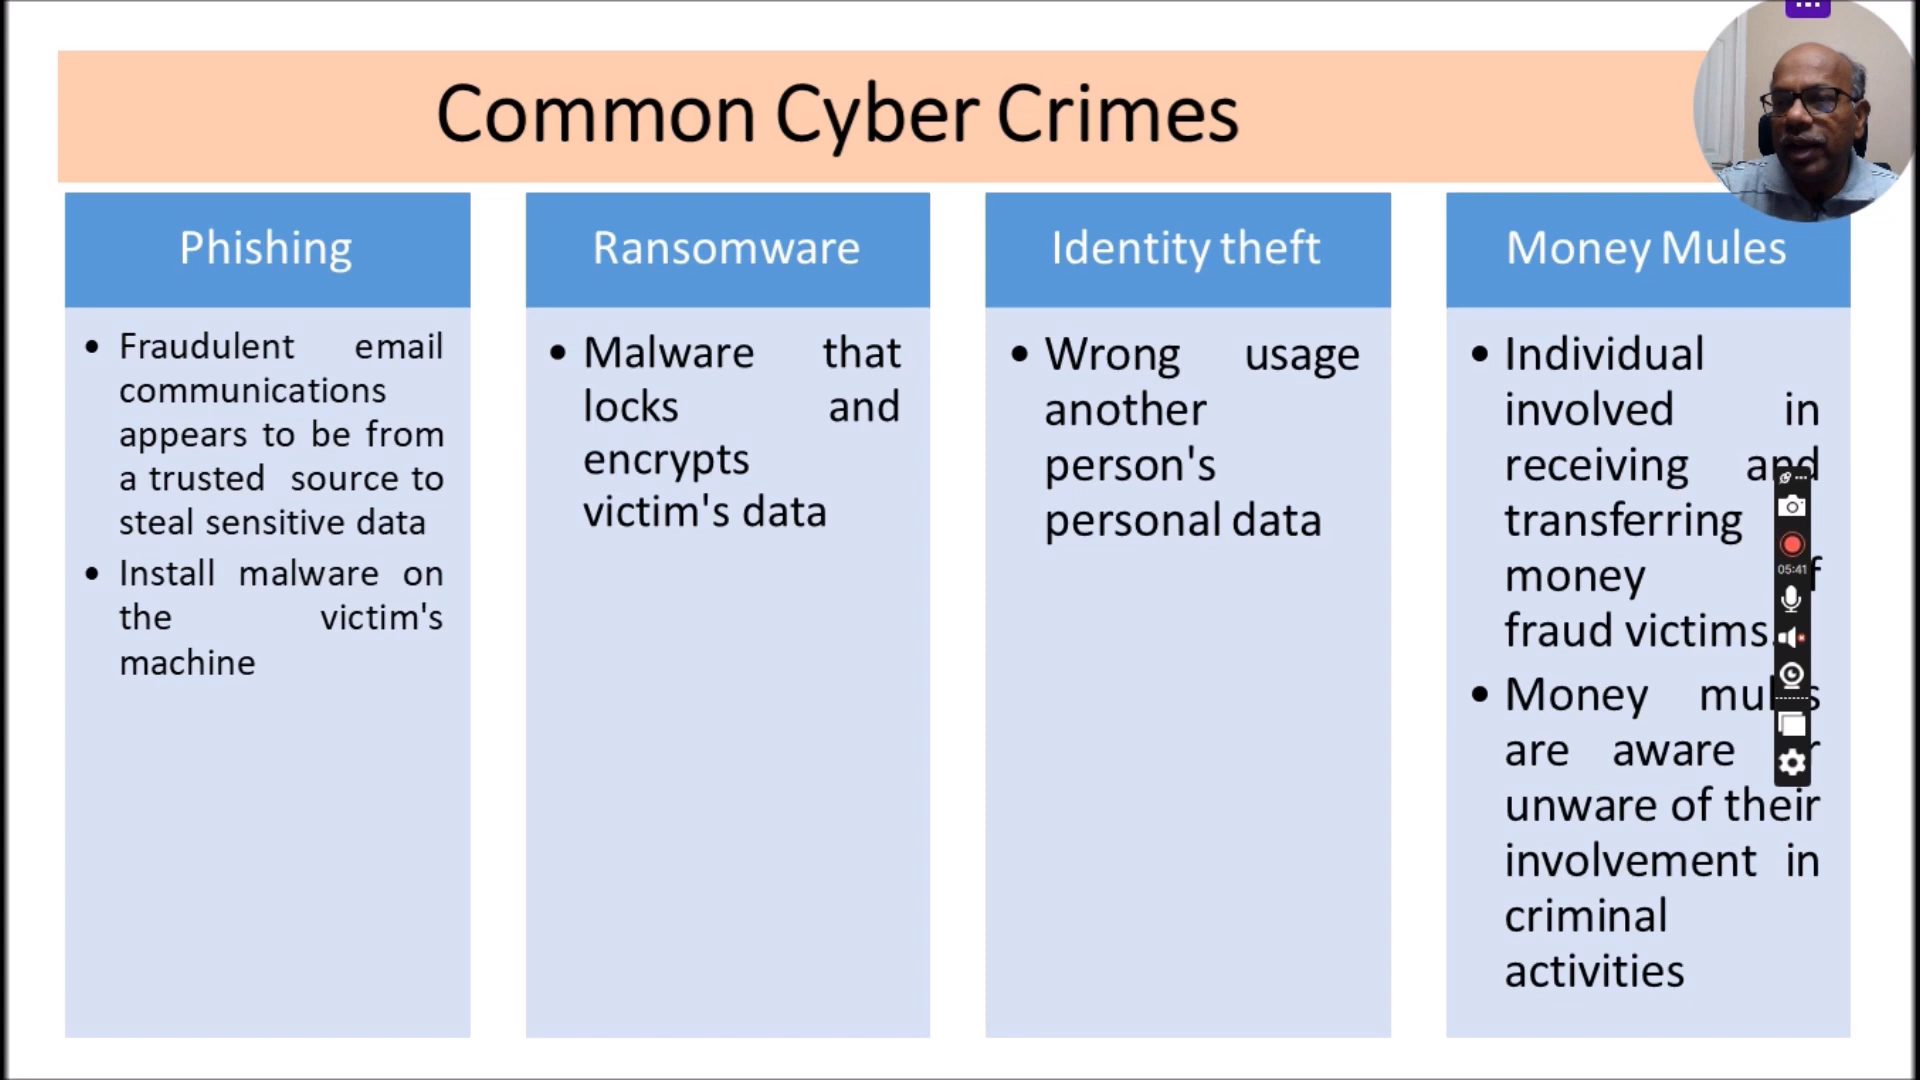 Common Cyber Crimes
Phishing
Fraudulent email
communications
appears to be from
a trusted source to
steal sensitive data
Install malware on
the victim's
machine
Ransomware
Malware that
locks and
encrypts
victim's data
Identity theft
Wrong usage
another
person's
personal data
Money Mules
Individual
involved in
receiving and
transferring
money
fraud victims.
Money mules
are aware
unware of their
involvement in
criminal
activities
05:41